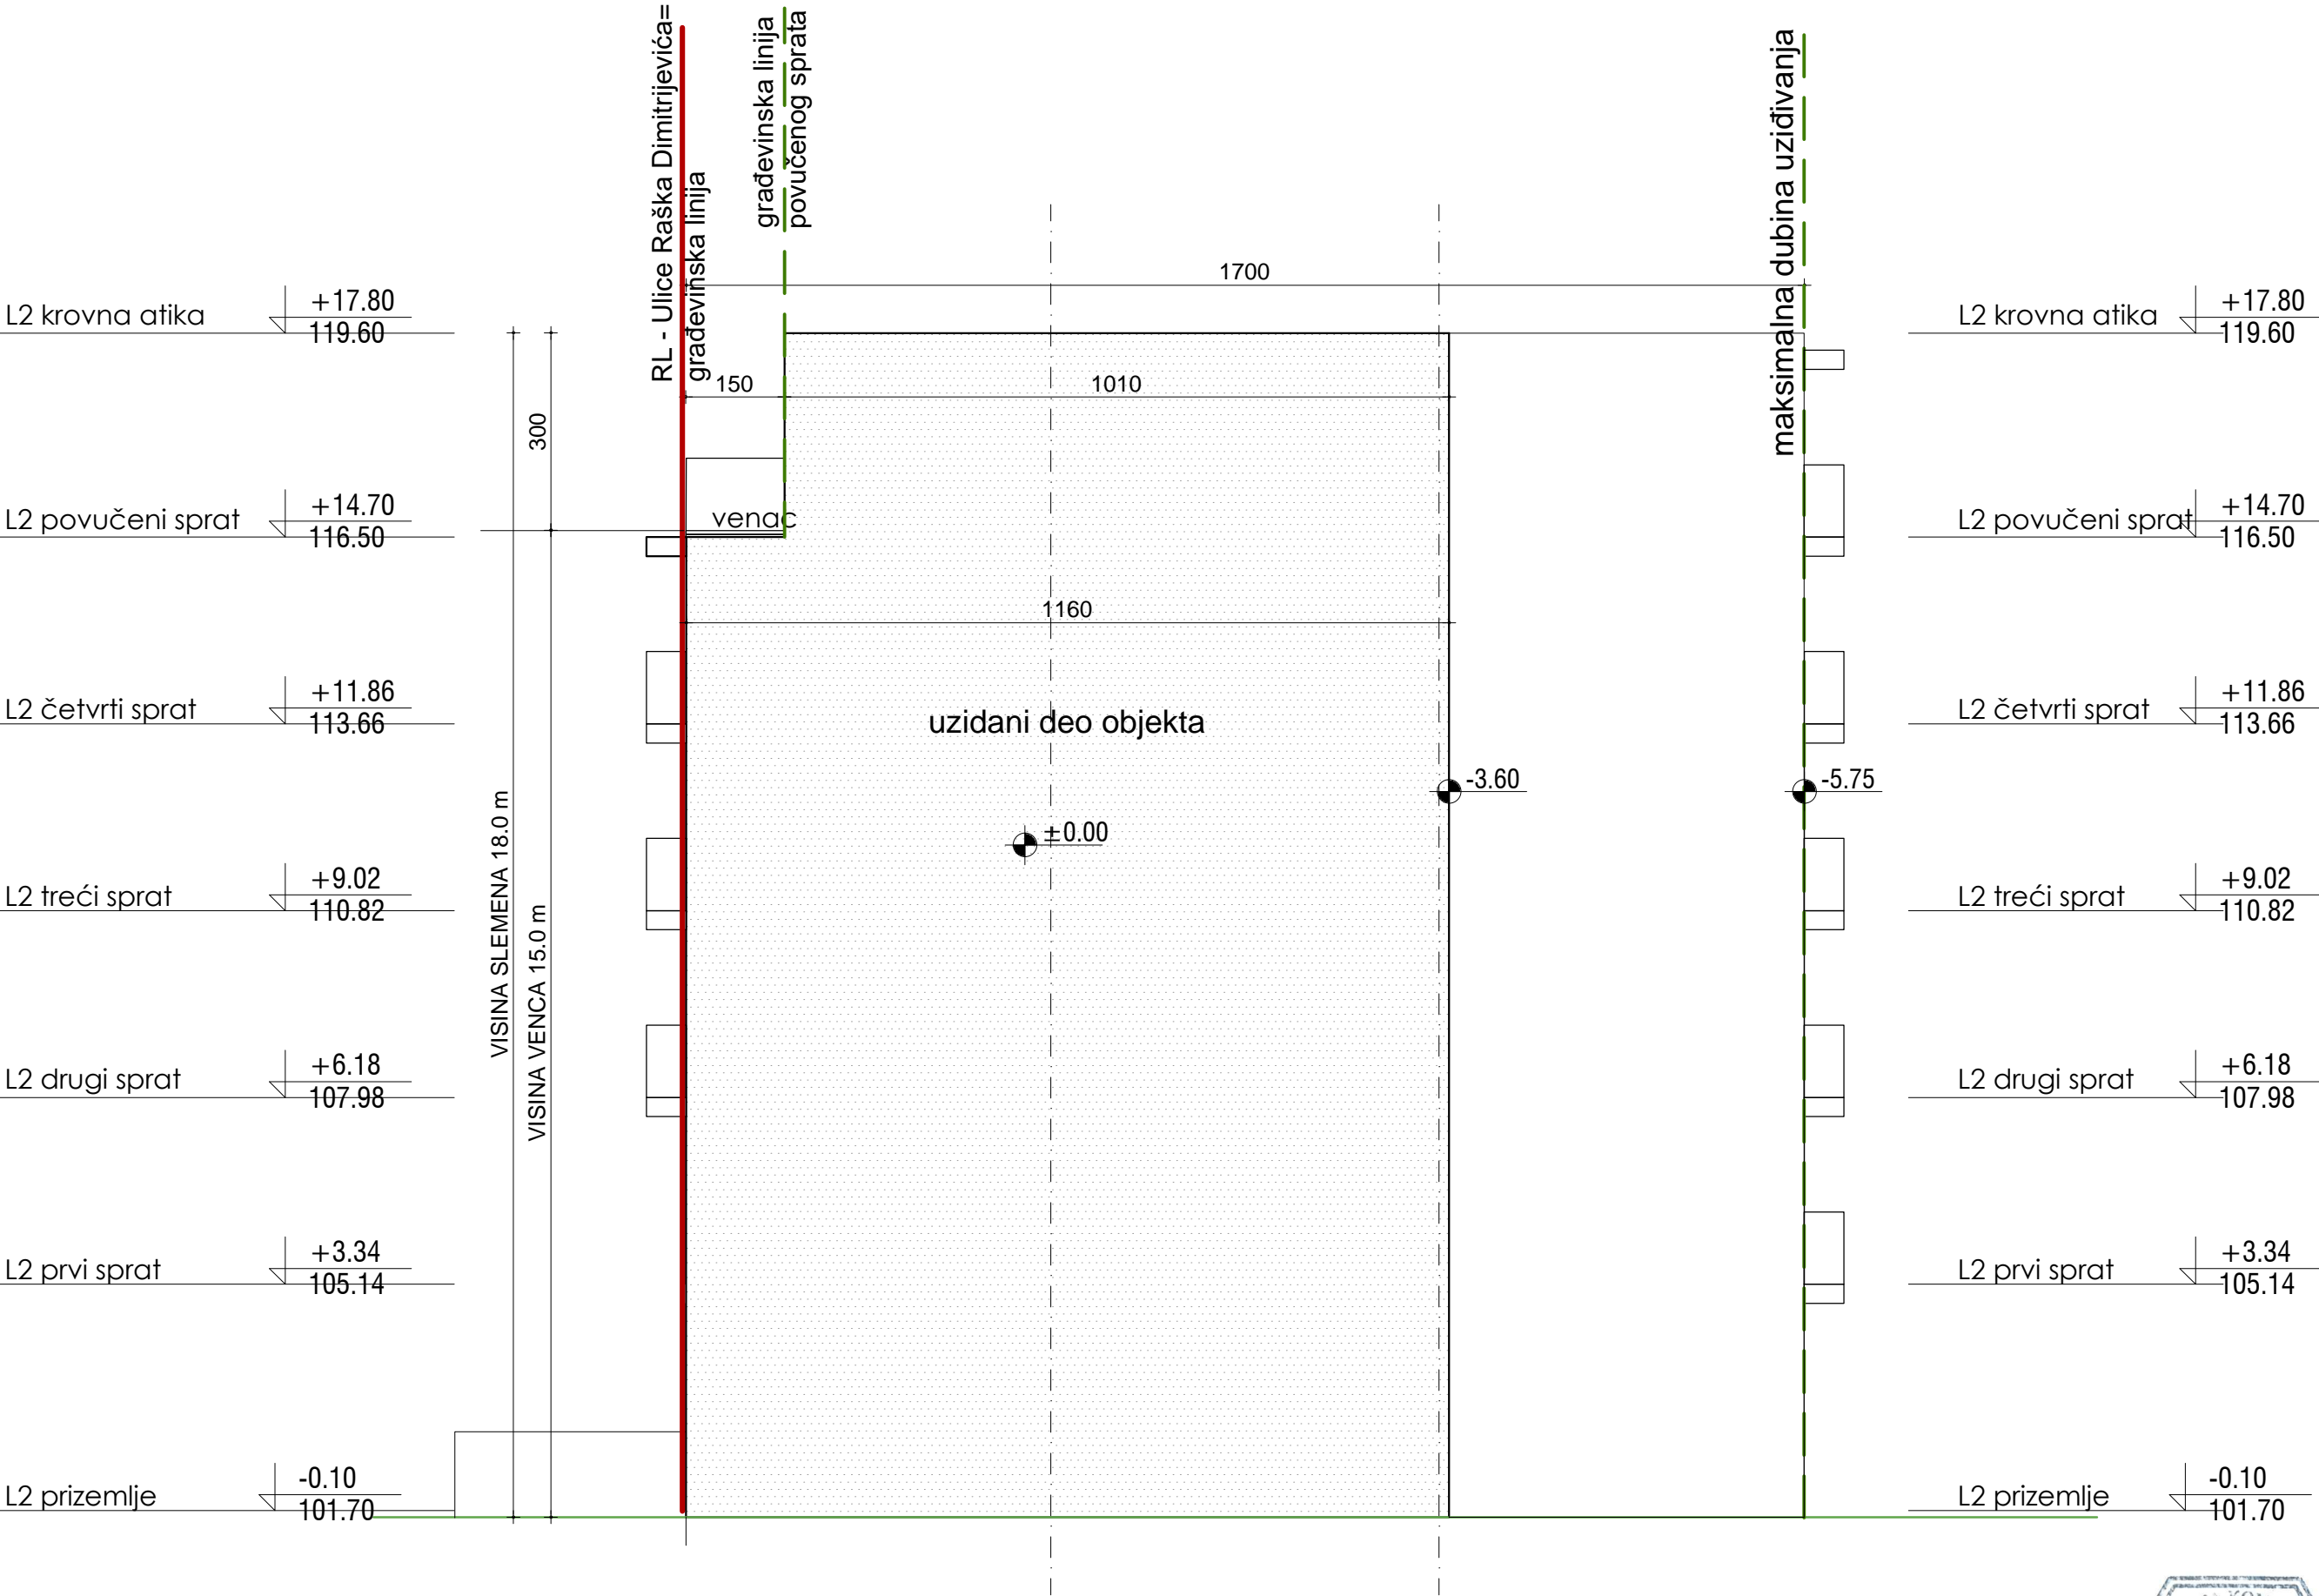 RL - Ulice Raška Dimitrijevića=
građevinska linija
građevinska linija
povučenog sprata
maksimalna dubina uziđivanja
1700
L2 krovna atika
+17.80
119.60
L2 krovna atika
+17.80
119.60
150
1010
300
L2 povučeni sprat
+14.70
116.50
venac
L2 povučeni sprat
+14.70
116.50
1160
L2 četvrti sprat
+11.86
113.66
uzidani deo objekta
L2 četvrti sprat
+11.86
113.66
-3.60
-5.75
±0.00
VISINA SLEMENA 18.0 m
VISINA VENCA 15.0 m
L2 treći sprat
+9.02
110.82
L2 treći sprat
+9.02
110.82
L2 drugi sprat
+6.18
107.98
L2 drugi sprat
+6.18
107.98
L2 prvi sprat
+3.34
105.14
L2 prvi sprat
+3.34
105.14
L2 prizemlje
-0.10
101.70
L2 prizemlje
-0.10
101.70